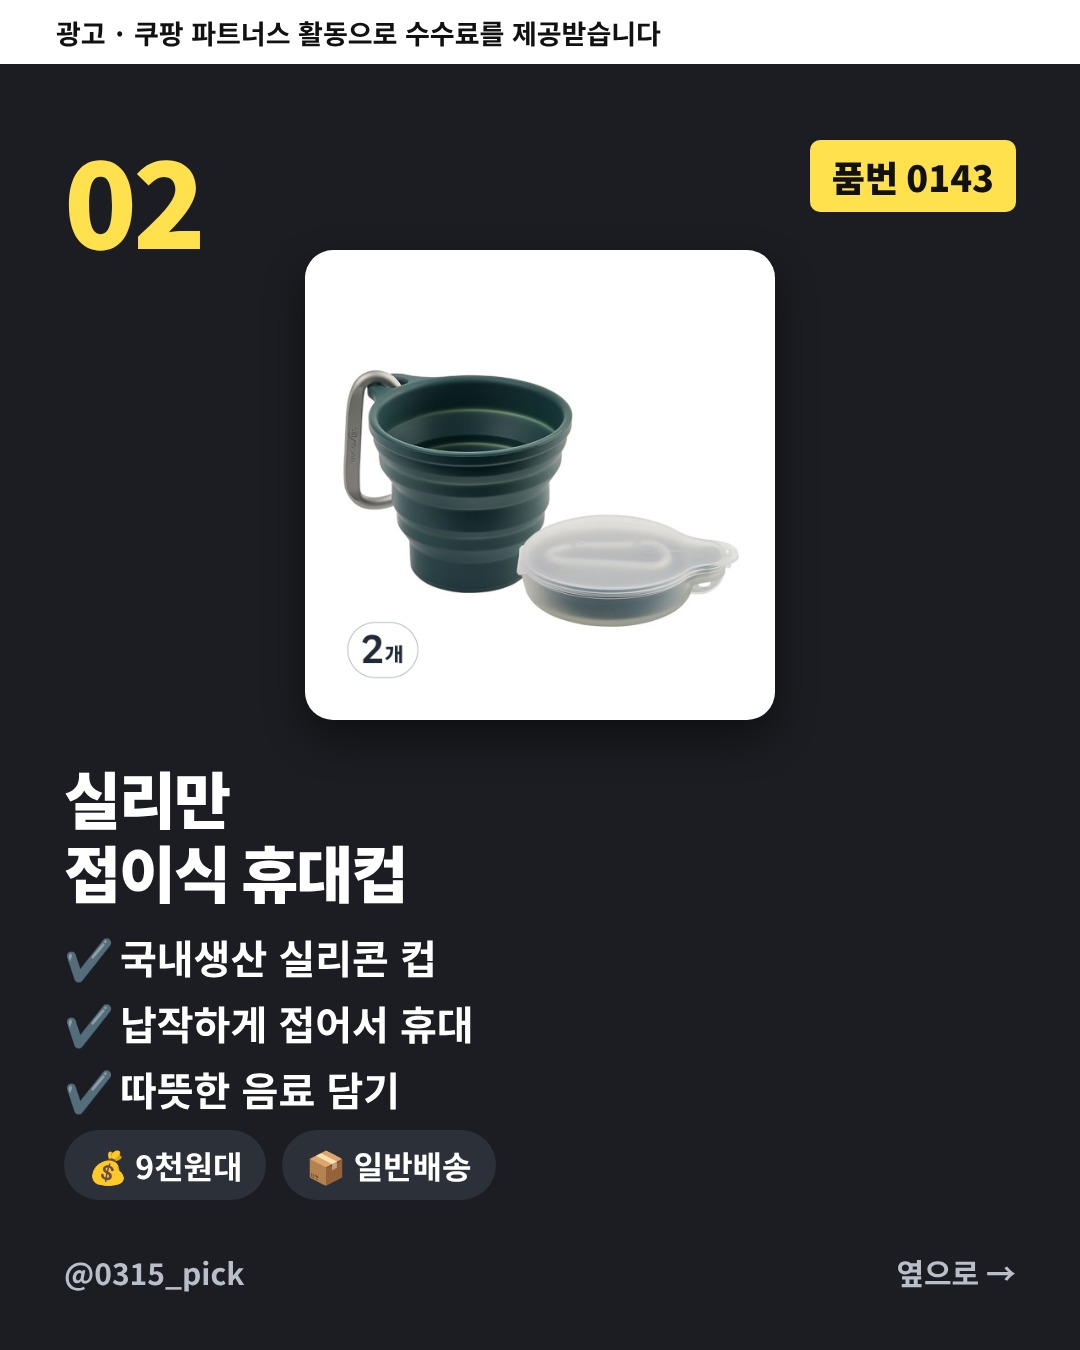 광고 · 쿠팡 파트너스 활동으로 수수료를 제공받습니다
02
품번 0143
2개
실리만
접이식 휴대컵
✔️ 국내생산 실리콘 컵
✔️ 납작하게 접어서 휴대
✔️ 따뜻한 음료 담기
💰 9천원대
📦 일반배송
@0315_pick
옆으로 →